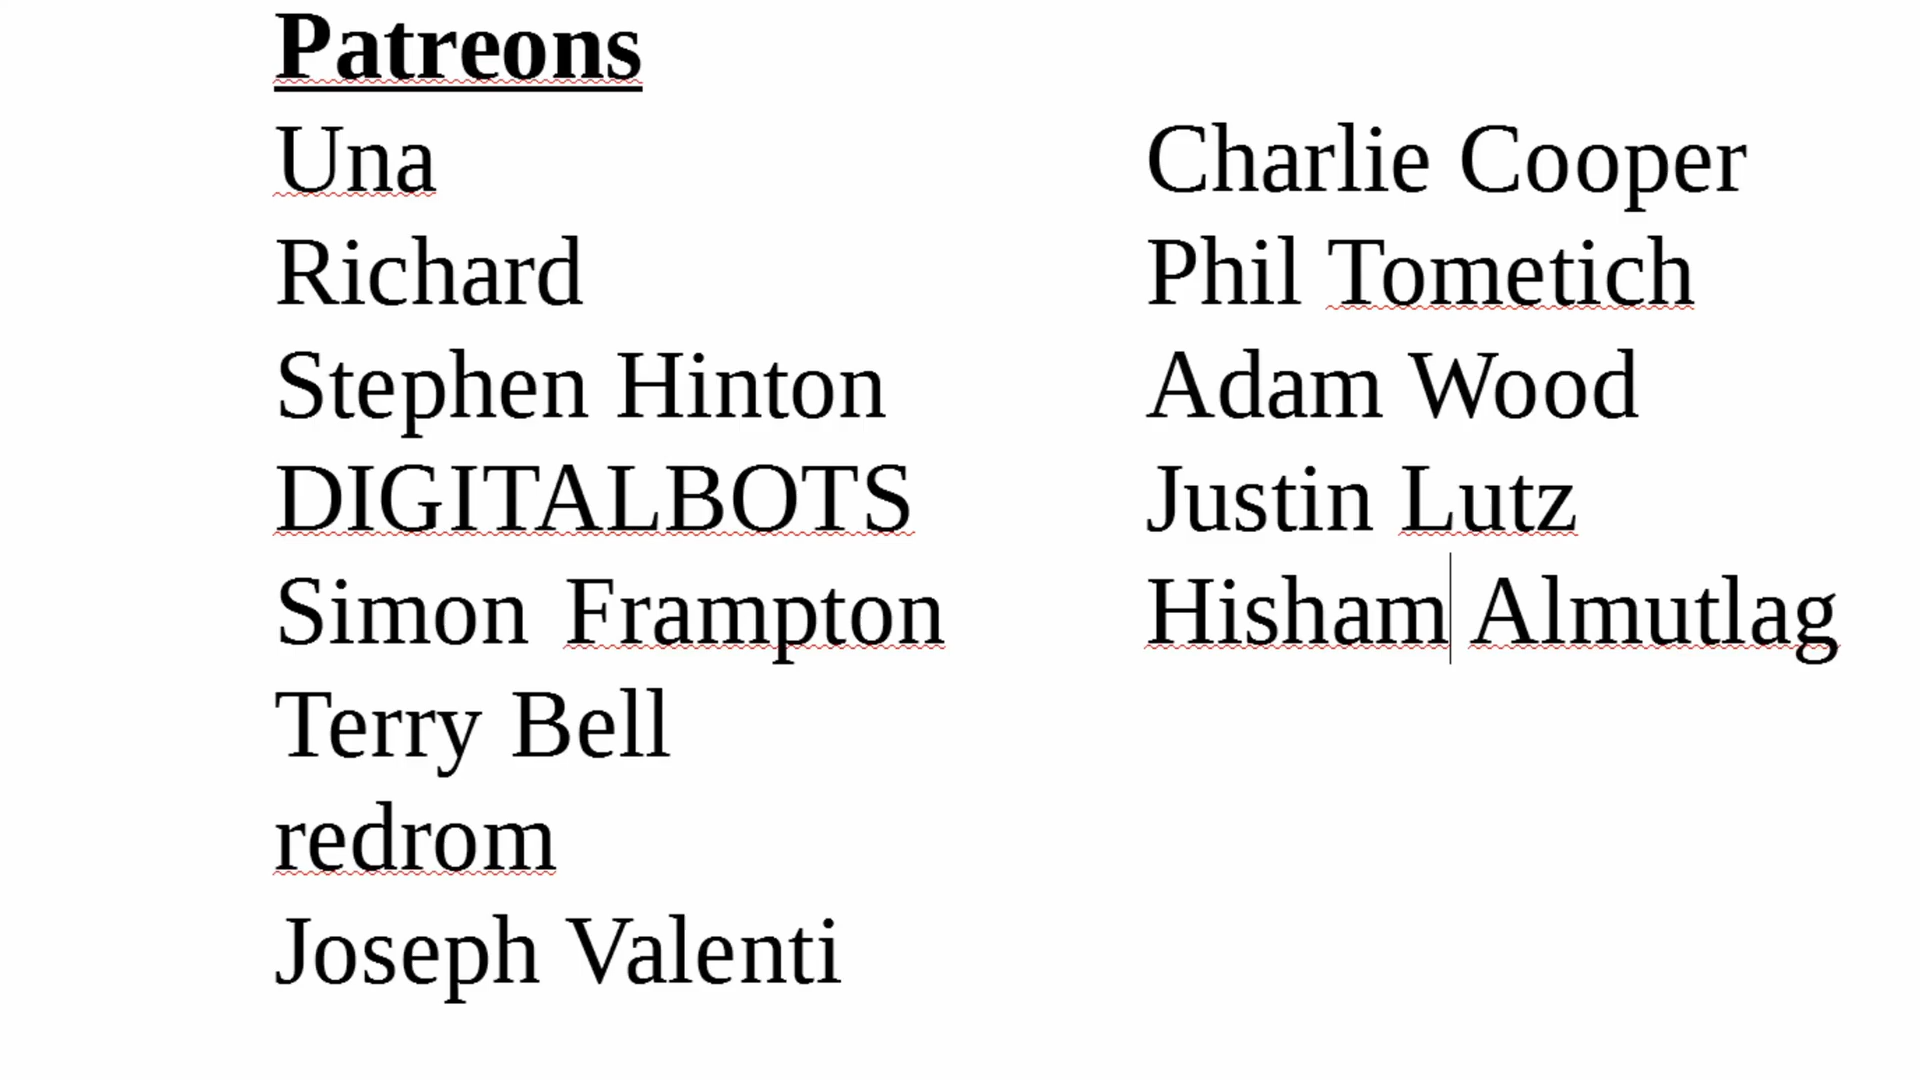 Patreons
Una
Richard
Stephen Hinton
DIGITALBOTS
Simon Frampton
Terry Bell
redrom
Joseph Valenti
Charlie Cooper
Phil Tometich
Adam Wood
Justin Lutz
Hisham Almutlag